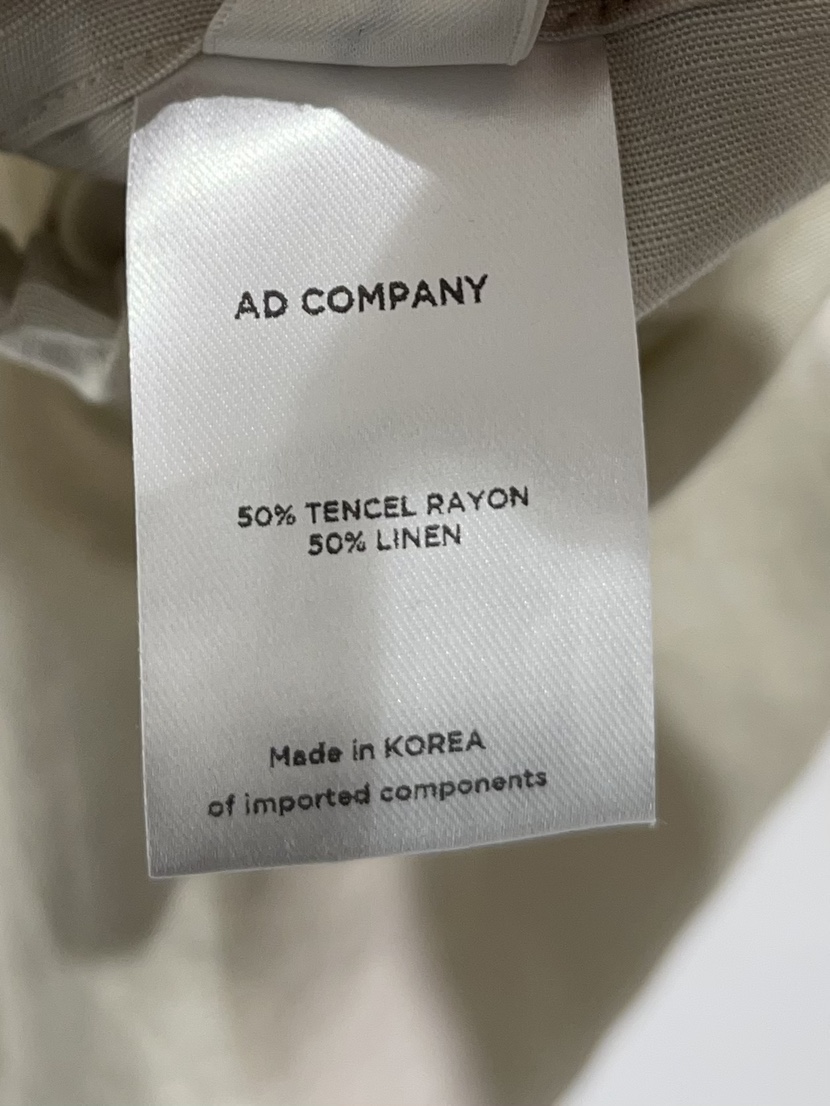 AD COMPANY
50% TENCEL RAYON
50% LINEN
Made in KOREA
of imported components